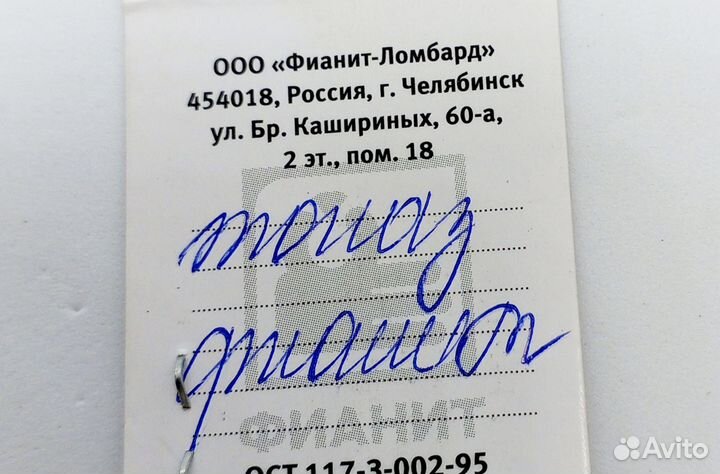 ООО «Фианит-Ломбард»
454018, Россия, г. Челябинск
ул. Бр. Кашириных, 60-а,
2 эт., пом. 18
топаз
фианит
ФИАНИТ
ОСТ 117-3-002-95
Avito